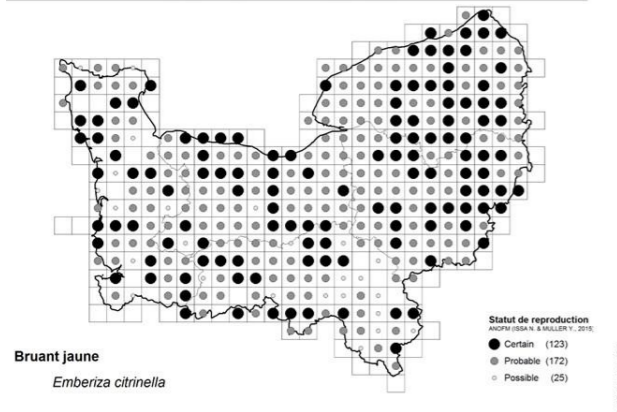 Statut de reproduction
ANOFM (ISSA N. & MULLER Y., 2015)
Certain (123)
Probable (172)
Possible (25)
Bruant jaune
Emberiza citrinella